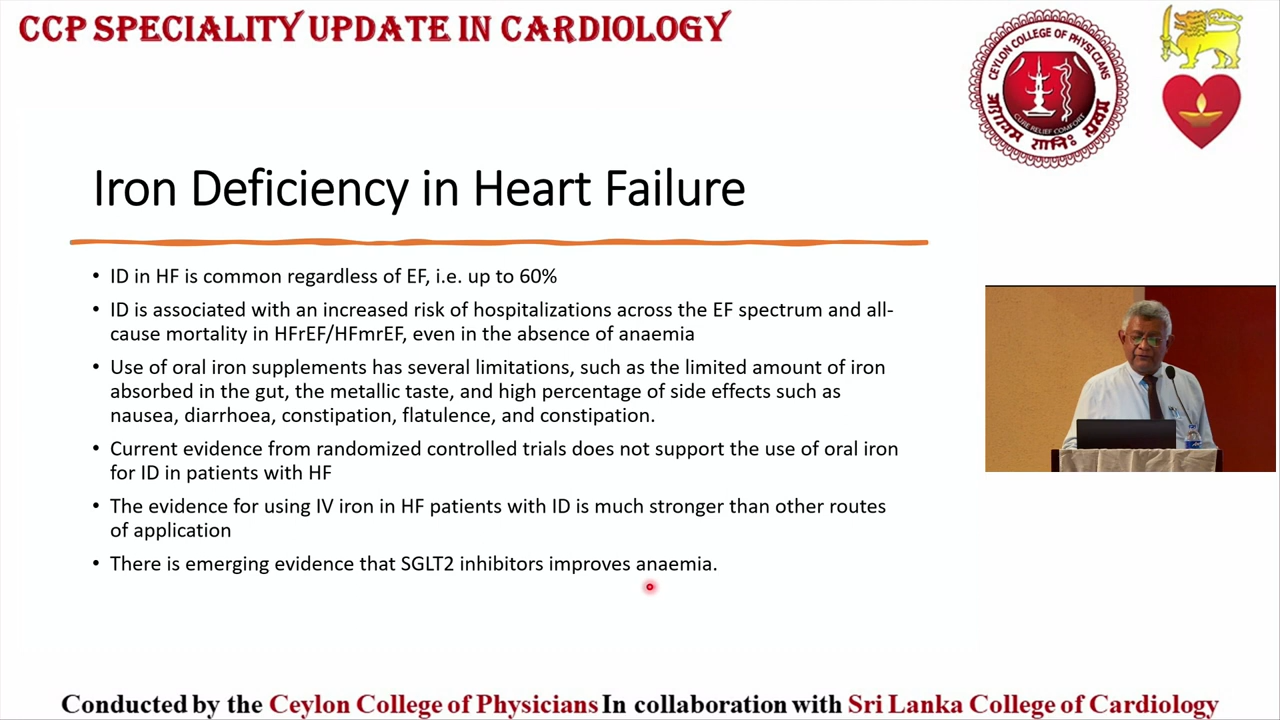 CCP SPECIALITY UPDATE IN CARDIOLOGY
CEYLON COLLEGE OF PHYSICIANS
CURE RELIEF COMFORT
Iron Deficiency in Heart Failure
• ID in HF is common regardless of EF, i.e. up to 60%
• ID is associated with an increased risk of hospitalizations across the EF spectrum and all-
cause mortality in HFrEF/HFmrEF, even in the absence of anaemia
• Use of oral iron supplements has several limitations, such as the limited amount of iron
absorbed in the gut, the metallic taste, and high percentage of side effects such as
nausea, diarrhoea, constipation, flatulence, and constipation.
• Current evidence from randomized controlled trials does not support the use of oral iron
for ID in patients with HF
• The evidence for using IV iron in HF patients with ID is much stronger than other routes
of application
• There is emerging evidence that SGLT2 inhibitors improves anaemia.
Conducted by the Ceylon College of Physicians In collaboration with Sri Lanka College of Cardiology